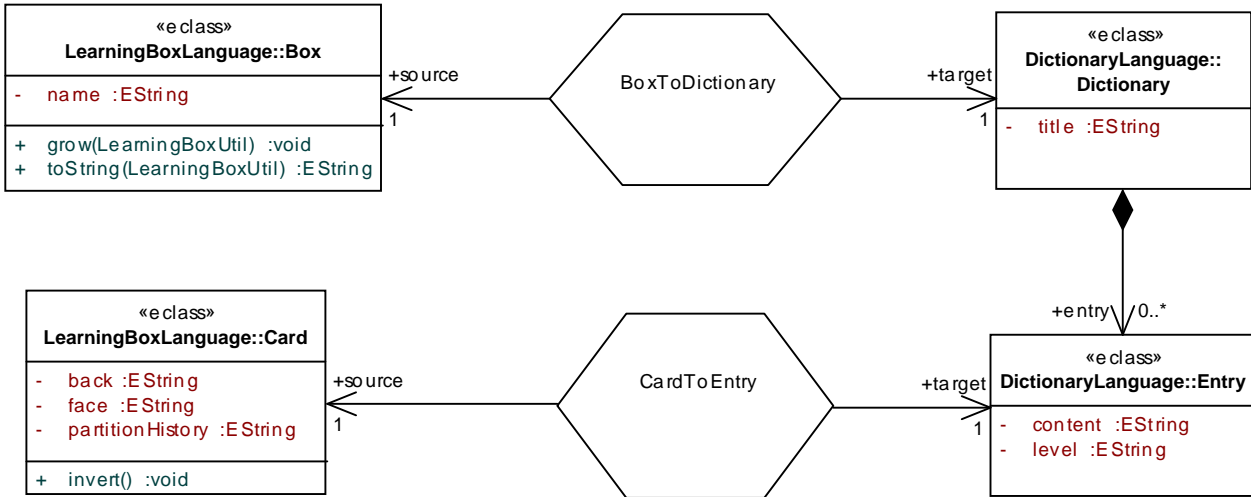 «eclass»
LearningBoxLanguage::Box
- name :EString
+ grow(LearningBoxUtil) :void
+ toString(LearningBoxUtil) :EString
+source
1
BoxToDictionary
+target
1
«eclass»
DictionaryLanguage::
Dictionary
- title :EString
+entry
0..*
«eclass»
LearningBoxLanguage::Card
- back :EString
- face :EString
- partitionHistory :EString
+ invert() :void
+source
1
CardToEntry
+target
1
«eclass»
DictionaryLanguage::Entry
- content :EString
- level :EString